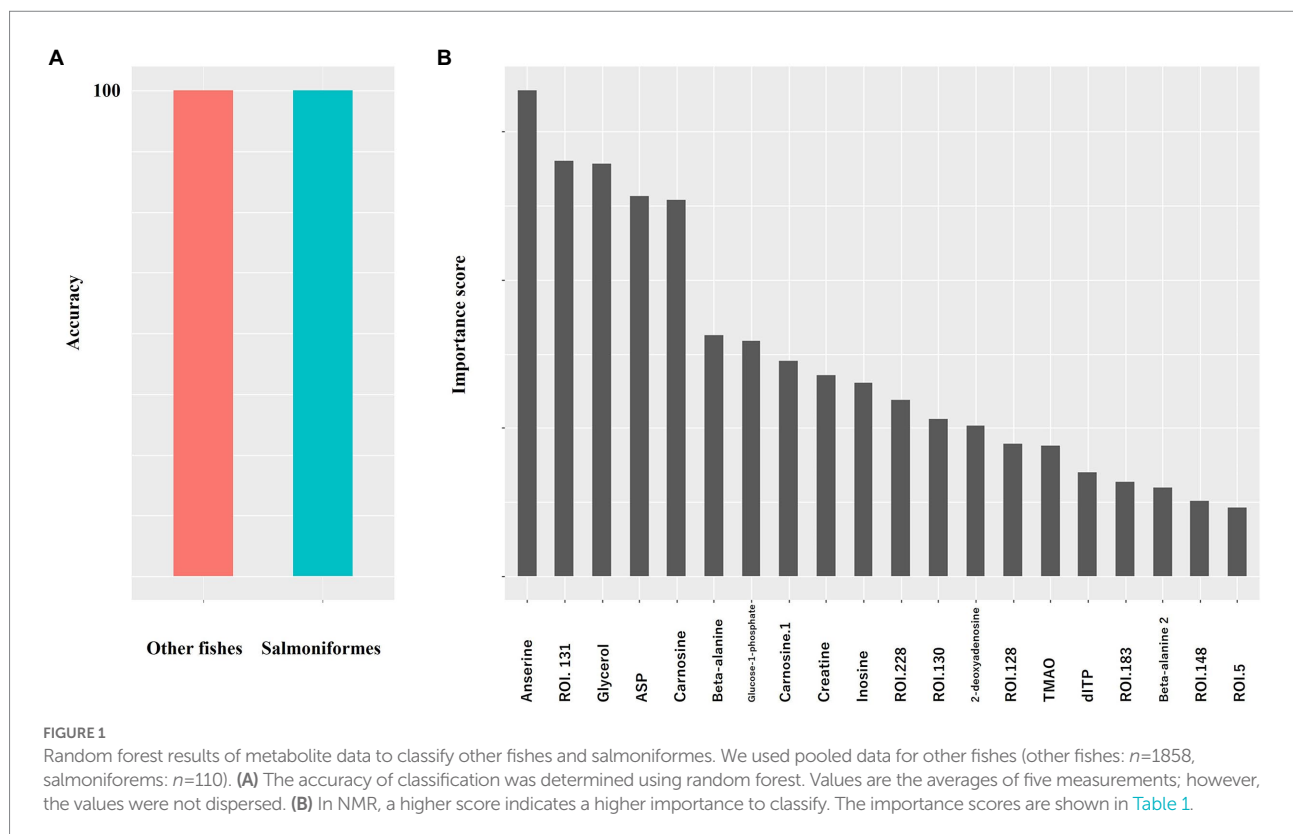 A
B
100
Accuracy
Other fishes
Salmoniformes
Importance score
Anserine
ROI. 131
Glycerol
ASP
Carnosine
Beta-alanine
Glucose-1-phosphate-
Carnosine.1
Creatine
Inosine
ROI.228
ROI.130
2-deoxyadenosine
ROI.128
TMAO
dITP
ROI.183
Beta-alanine 2
ROI.148
ROI.5
FIGURE 1
Random forest results of metabolite data to classify other fishes and salmoniformes. We used pooled data for other fishes (other fishes: n=1858,
salmoniforems: n=110). (A) The accuracy of classification was determined using random forest. Values are the averages of five measurements; however,
the values were not dispersed. (B) In NMR, a higher score indicates a higher importance to classify. The importance scores are shown in Table 1.